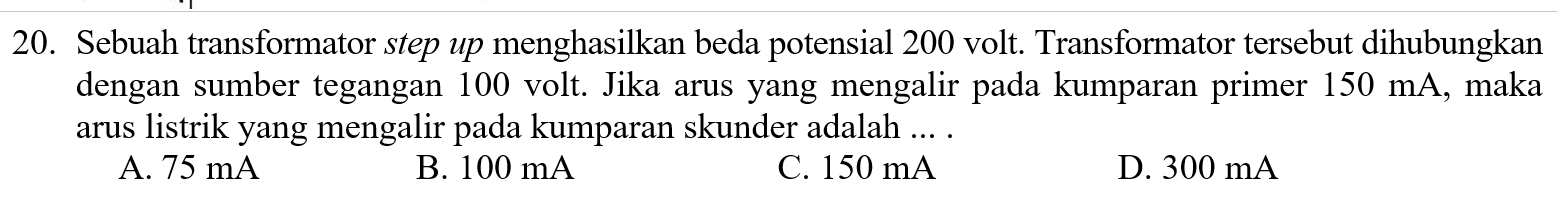 20. Sebuah transformator step up menghasilkan beda potensial 200 volt. Transformator tersebut dihubungkan
dengan sumber tegangan 100 volt. Jika arus yang mengalir pada kumparan primer 150 mA, maka
arus listrik yang mengalir pada kumparan skunder adalah ... .
A. 75 mA B. 100 mA C. 150 mA D. 300 mA